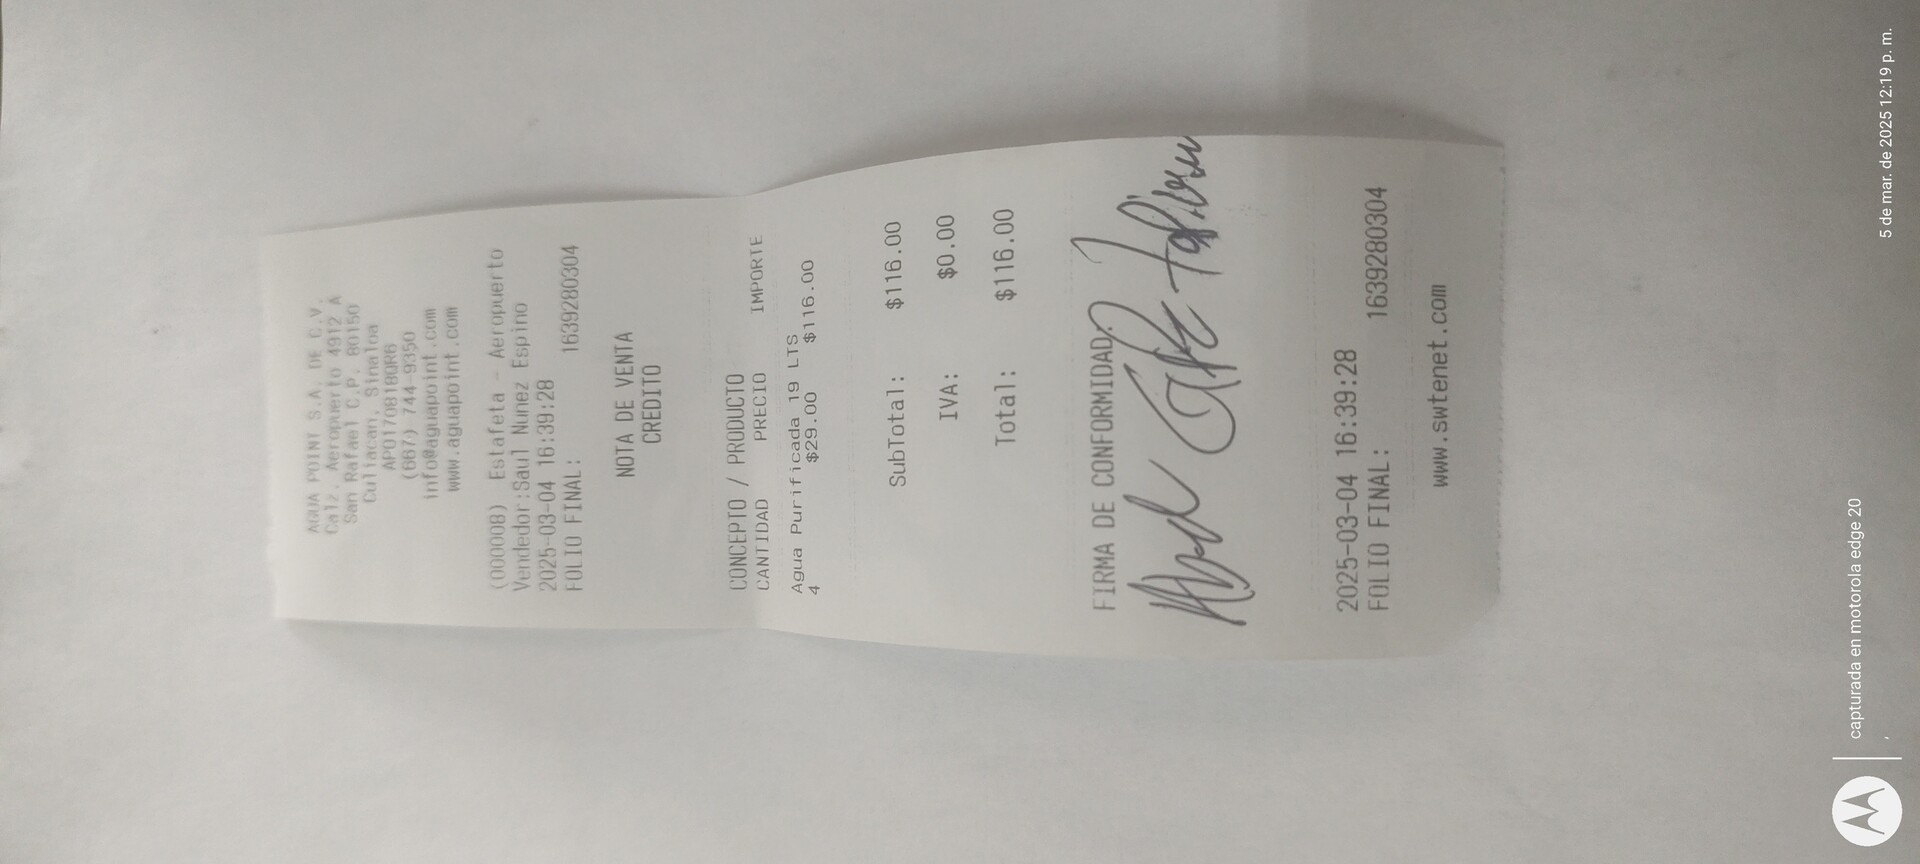 AGUA POINT S.A. DE C.V.
Calz. Aeropuerto 4912 A
San Rafael C.P. 80150
Culiacan, Sinaloa
APO170818QR6
(667) 744-9350
info@aguapoint.com
www.aguapoint.com
(000008) Estafeta - Aeropuerto
Vendedor:Saul Nunez Espino
2025-03-04 16:39:28
FOLIO FINAL: 1639280304
NOTA DE VENTA
CREDITO
CONCEPTO / PRODUCTO
CANTIDAD PRECIO IMPORTE
Agua Purificada 19 LTS
4 $29.00 $116.00
SubTotal: $116.00
IVA: $0.00
Total: $116.00
FIRMA DE CONFORMIDAD
2025-03-04 16:39:28
FOLIO FINAL: 1639280304
www.swtenet.com
capturada en motorola edge 20
5 de mar. de 2025 12:19 p. m.